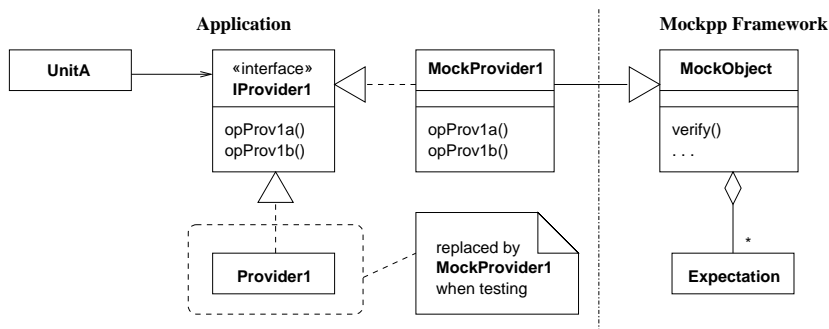 Application
Mockpp Framework
UnitA
«interface»
IProvider1
opProv1a()
opProv1b()
MockProvider1
opProv1a()
opProv1b()
MockObject
verify()
. . .
Provider1
replaced by
MockProvider1
when testing
*
Expectation